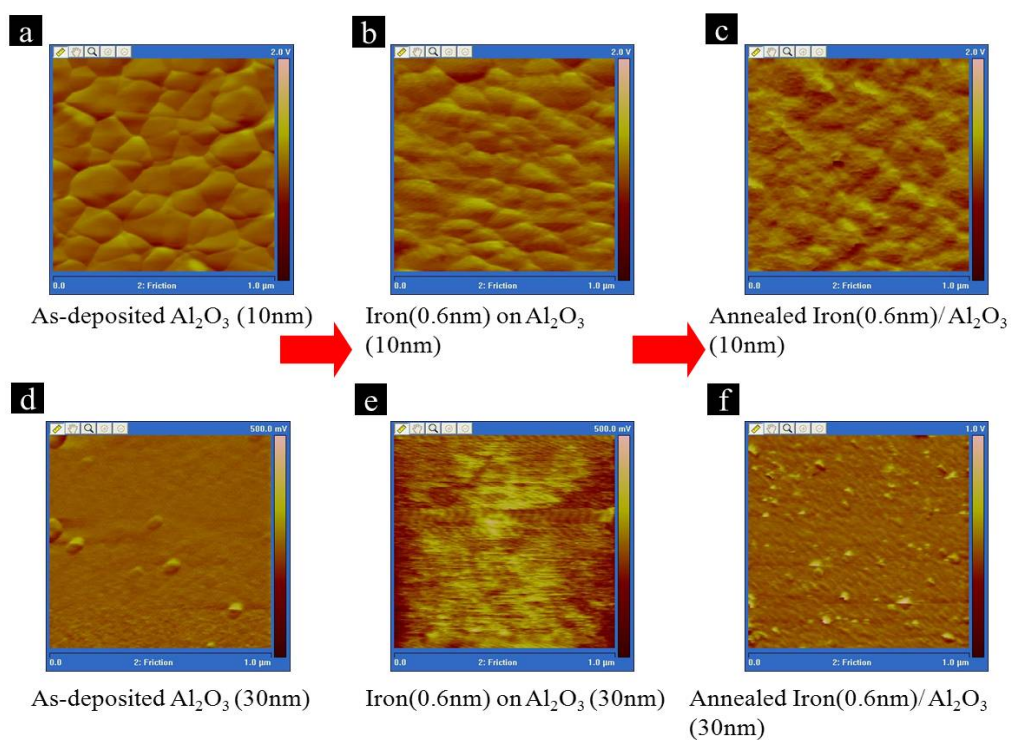 a
b
c
2.0 V
2.0 V
2.0 V
0.0 2: Friction 1.0 µm
0.0 2: Friction 1.0 µm
0.0 2: Friction 1.0 µm
As-deposited Al₂O₃ (10nm)
Iron(0.6nm) on Al₂O₃
(10nm)
Annealed Iron(0.6nm)/ Al₂O₃
(10nm)
d
e
f
500.0 mV
500.0 mV
1.0 V
0.0 2: Friction 1.0 µm
0.0 2: Friction 1.0 µm
0.0 2: Friction 1.0 µm
As-deposited Al₂O₃ (30nm)
Iron(0.6nm) on Al₂O₃ (30nm)
Annealed Iron(0.6nm)/ Al₂O₃
(30nm)